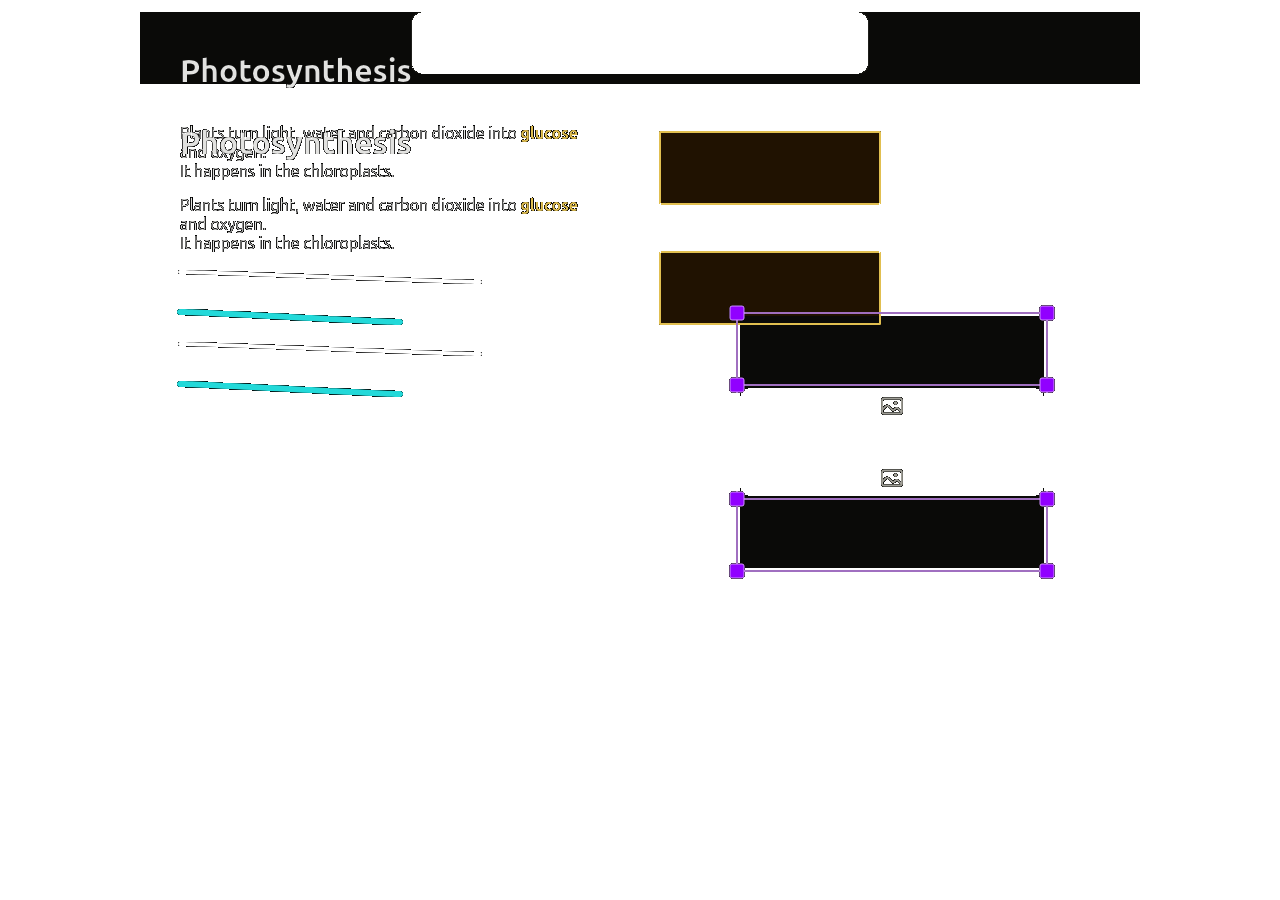 Photosynthesis
Plants turn light, water and carbon dioxide into glucose
Photosynthesis
and oxygen.
It happens in the chloroplasts.
Plants turn light, water and carbon dioxide into glucose
and oxygen.
It happens in the chloroplasts.